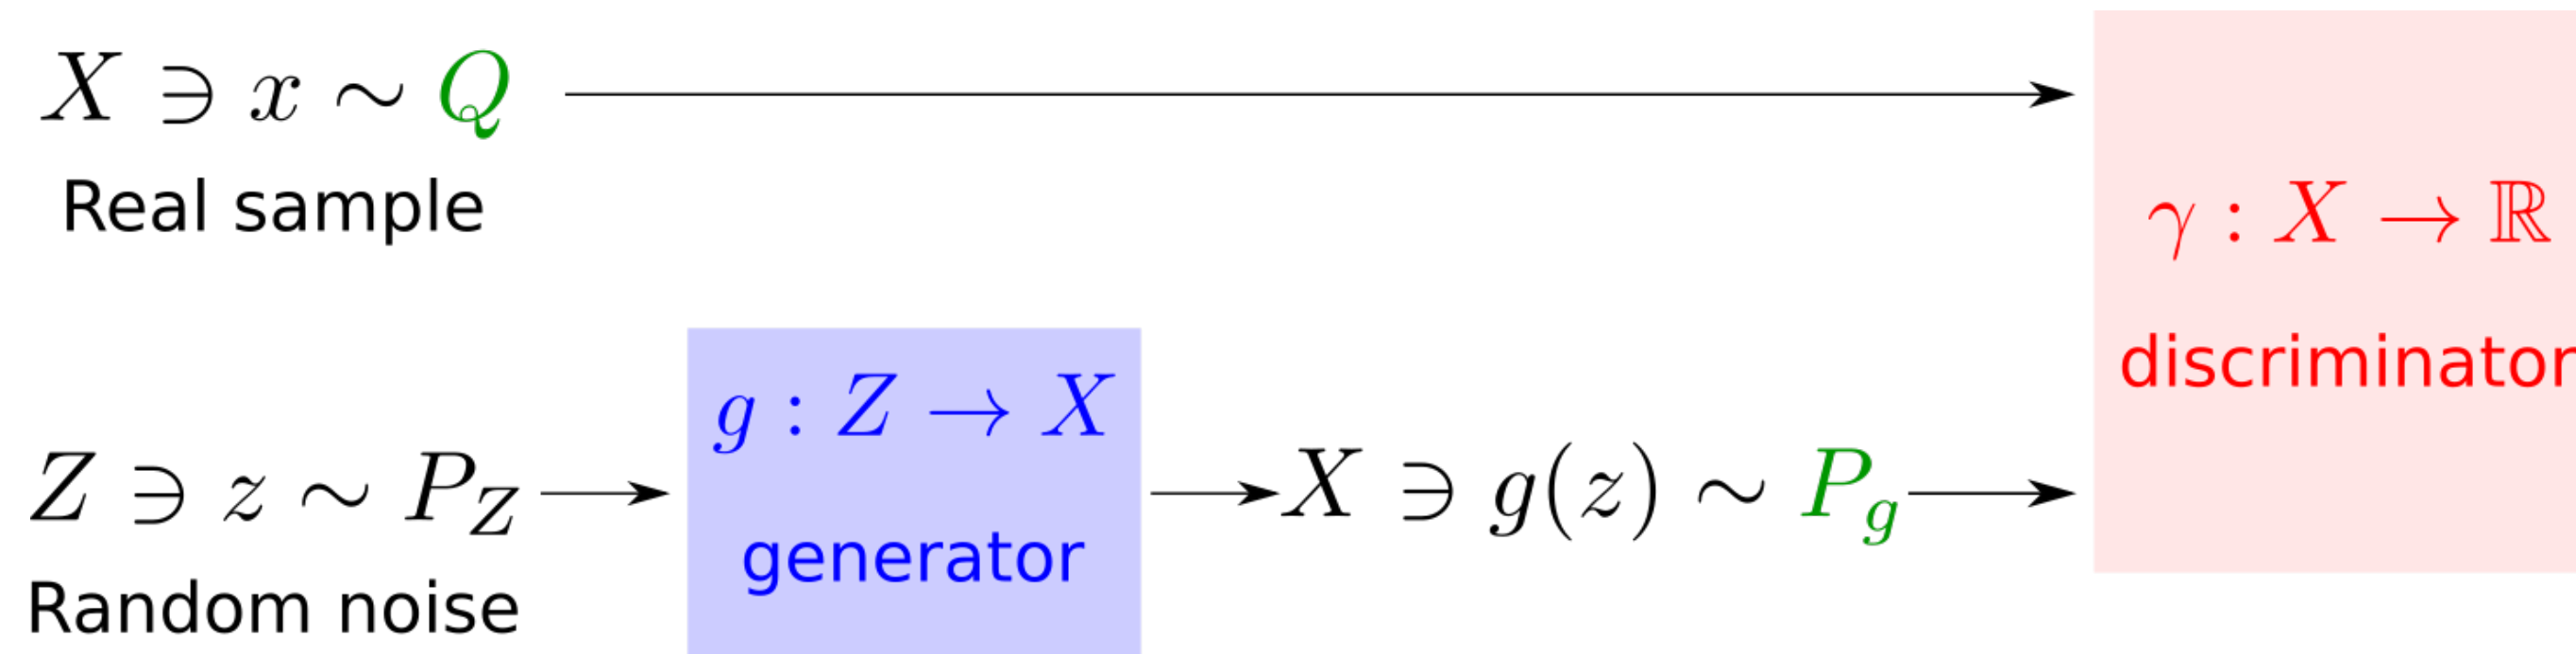 X ∋ x ∼ Q
Real sample
γ : X → ℝ
discriminator
g : Z → X
generator
Z ∋ z ∼ P_Z
Random noise
X ∋ g(z) ∼ P_g